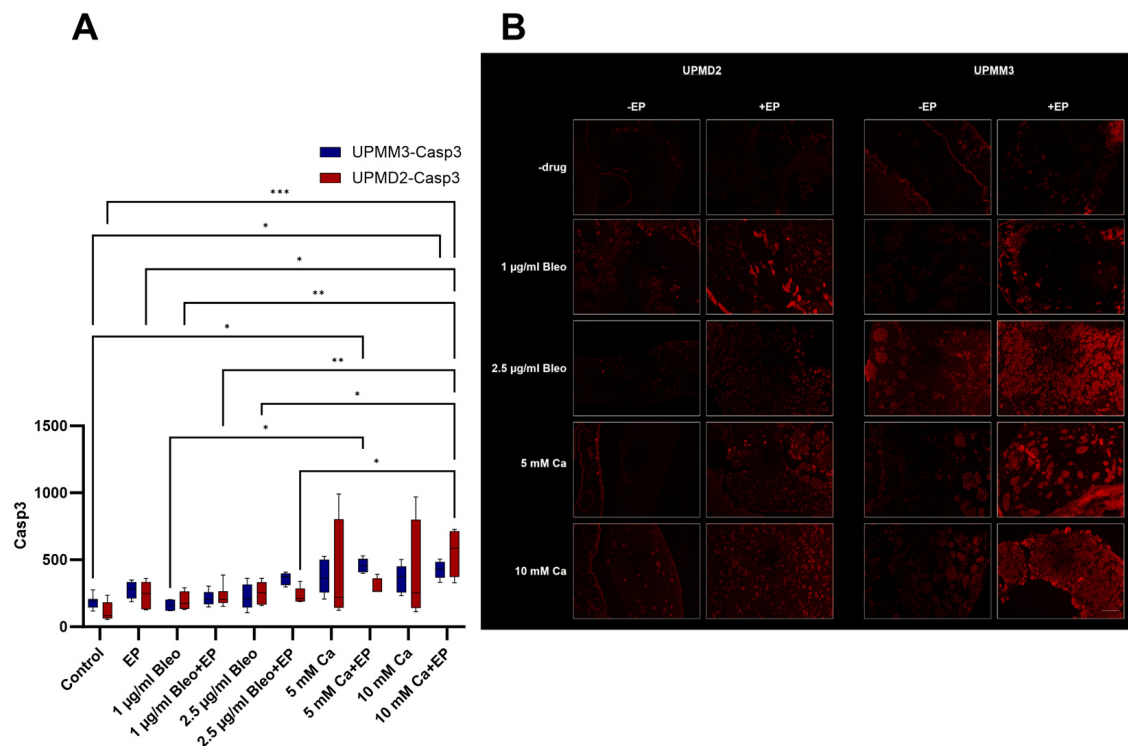 A
UPMM3-Casp3
UPMD2-Casp3
***
*
*
**
*
**
*
*
*
1500
1000
500
0
Casp3
Control
EP
1 µg/ml Bleo
1 µg/ml Bleo+EP
2.5 µg/ml Bleo
2.5 µg/ml Bleo+EP
5 mM Ca
5 mM Ca+EP
10 mM Ca
10 mM Ca+EP
B
UPMD2 UPMM3
-EP +EP -EP +EP
-drug
1 µg/ml Bleo
2.5 µg/ml Bleo
5 mM Ca
10 mM Ca